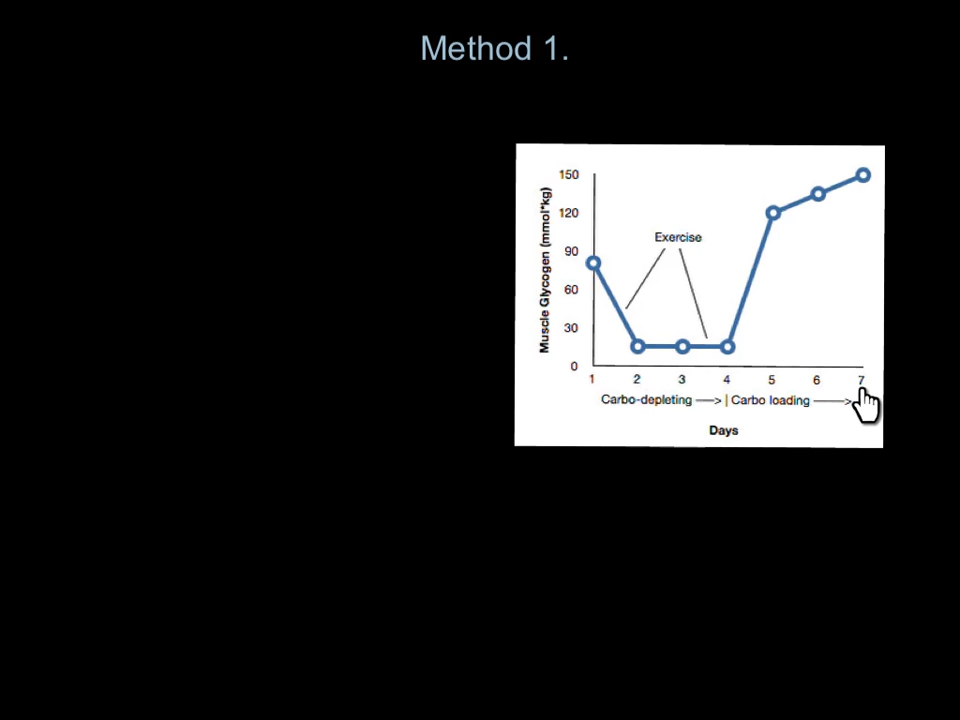 Method 1.
150
120
90
60
30
0
Muscle Glycogen (mmol*kg)
Exercise
1 2 3 4 5 6 7
Carbo-depleting —> | Carbo loading ——>
Days